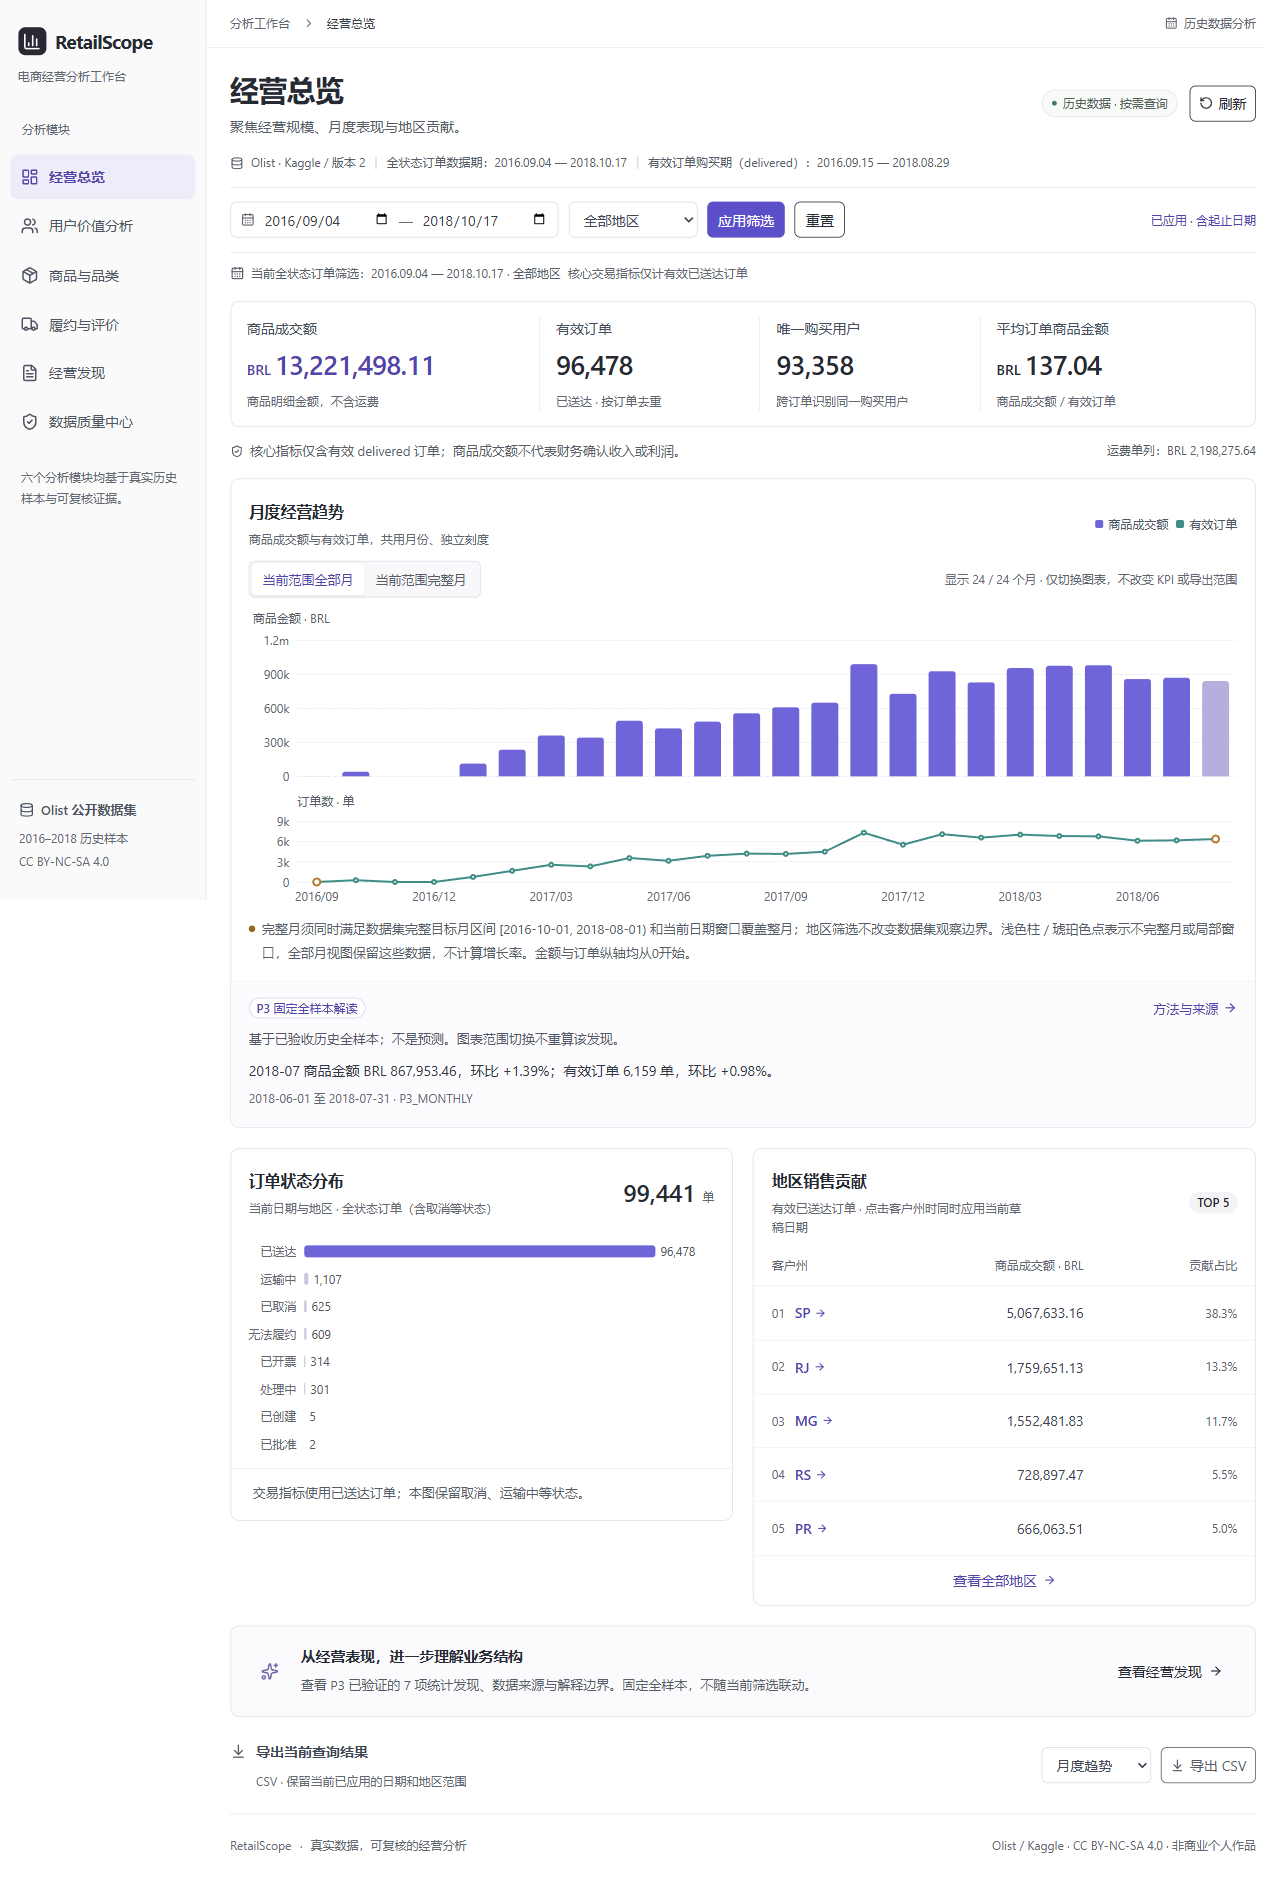 RetailScope
电商经营分析工作台
分析模块
经营总览
用户价值分析
商品与品类
履约与评价
经营发现
数据质量中心
六个分析模块均基于真实历史
样本与可复核证据。
Olist 公开数据集
2016–2018 历史样本
CC BY-NC-SA 4.0
分析工作台 > 经营总览
历史数据分析
经营总览
聚焦经营规模、月度表现与地区贡献。
历史数据 · 按需查询
刷新
Olist · Kaggle / 版本 2 | 全状态订单数据期：2016.09.04 — 2018.10.17 | 有效订单购买期（delivered）：2016.09.15 — 2018.08.29
2016/09/04 — 2018/10/17 全部地区 应用筛选 重置 已应用 · 含起止日期
当前全状态订单筛选：2016.09.04 — 2018.10.17 · 全部地区 核心交易指标仅计有效已送达订单
商品成交额
BRL 13,221,498.11
商品明细金额，不含运费
有效订单
96,478
已送达 · 按订单去重
唯一购买用户
93,358
跨订单识别同一购买用户
平均订单商品金额
BRL 137.04
商品成交额 / 有效订单
核心指标仅含有效 delivered 订单；商品成交额不代表财务确认收入或利润。
运费单列：BRL 2,198,275.64
月度经营趋势
商品成交额与有效订单，共用月份、独立刻度
商品成交额 有效订单
当前范围全部月 当前范围完整月
显示 24 / 24 个月 · 仅切换图表，不改变 KPI 或导出范围
商品金额 · BRL
1.2m
900k
600k
300k
0
订单数 · 单
9k
6k
3k
0
2016/09 2016/12 2017/03 2017/06 2017/09 2017/12 2018/03 2018/06
完整月须同时满足数据集完整目标月区间 [2016-10-01, 2018-08-01) 和当前日期窗口覆盖整月；地区筛选不改变数据集观察边界。浅色柱 / 琥珀色点表示不完整月或局部窗
口，全部月视图保留这些数据，不计算增长率。金额与订单纵轴均从0开始。
P3 固定全样本解读
方法与来源 →
基于已验收历史全样本；不是预测。图表范围切换不重算该发现。
2018-07 商品金额 BRL 867,953.46，环比 +1.39%；有效订单 6,159 单，环比 +0.98%。
2018-06-01 至 2018-07-31 · P3_MONTHLY
订单状态分布
当前日期与地区 · 全状态订单（含取消等状态）
99,441 单
已送达 96,478
运输中 1,107
已取消 625
无法履约 609
已开票 314
处理中 301
已创建 5
已批准 2
交易指标使用已送达订单；本图保留取消、运输中等状态。
地区销售贡献
有效已送达订单 · 点击客户州时同时应用当前草
稿日期
TOP 5
客户州 商品成交额 · BRL 贡献占比
01 SP → 5,067,633.16 38.3%
02 RJ → 1,759,651.13 13.3%
03 MG → 1,552,481.83 11.7%
04 RS → 728,897.47 5.5%
05 PR → 666,063.51 5.0%
查看全部地区 →
从经营表现，进一步理解业务结构
查看 P3 已验证的 7 项统计发现、数据来源与解释边界。固定全样本，不随当前筛选联动。
查看经营发现 →
导出当前查询结果
CSV · 保留当前已应用的日期和地区范围
月度趋势 导出 CSV
RetailScope · 真实数据，可复核的经营分析
Olist / Kaggle · CC BY-NC-SA 4.0 · 非商业个人作品